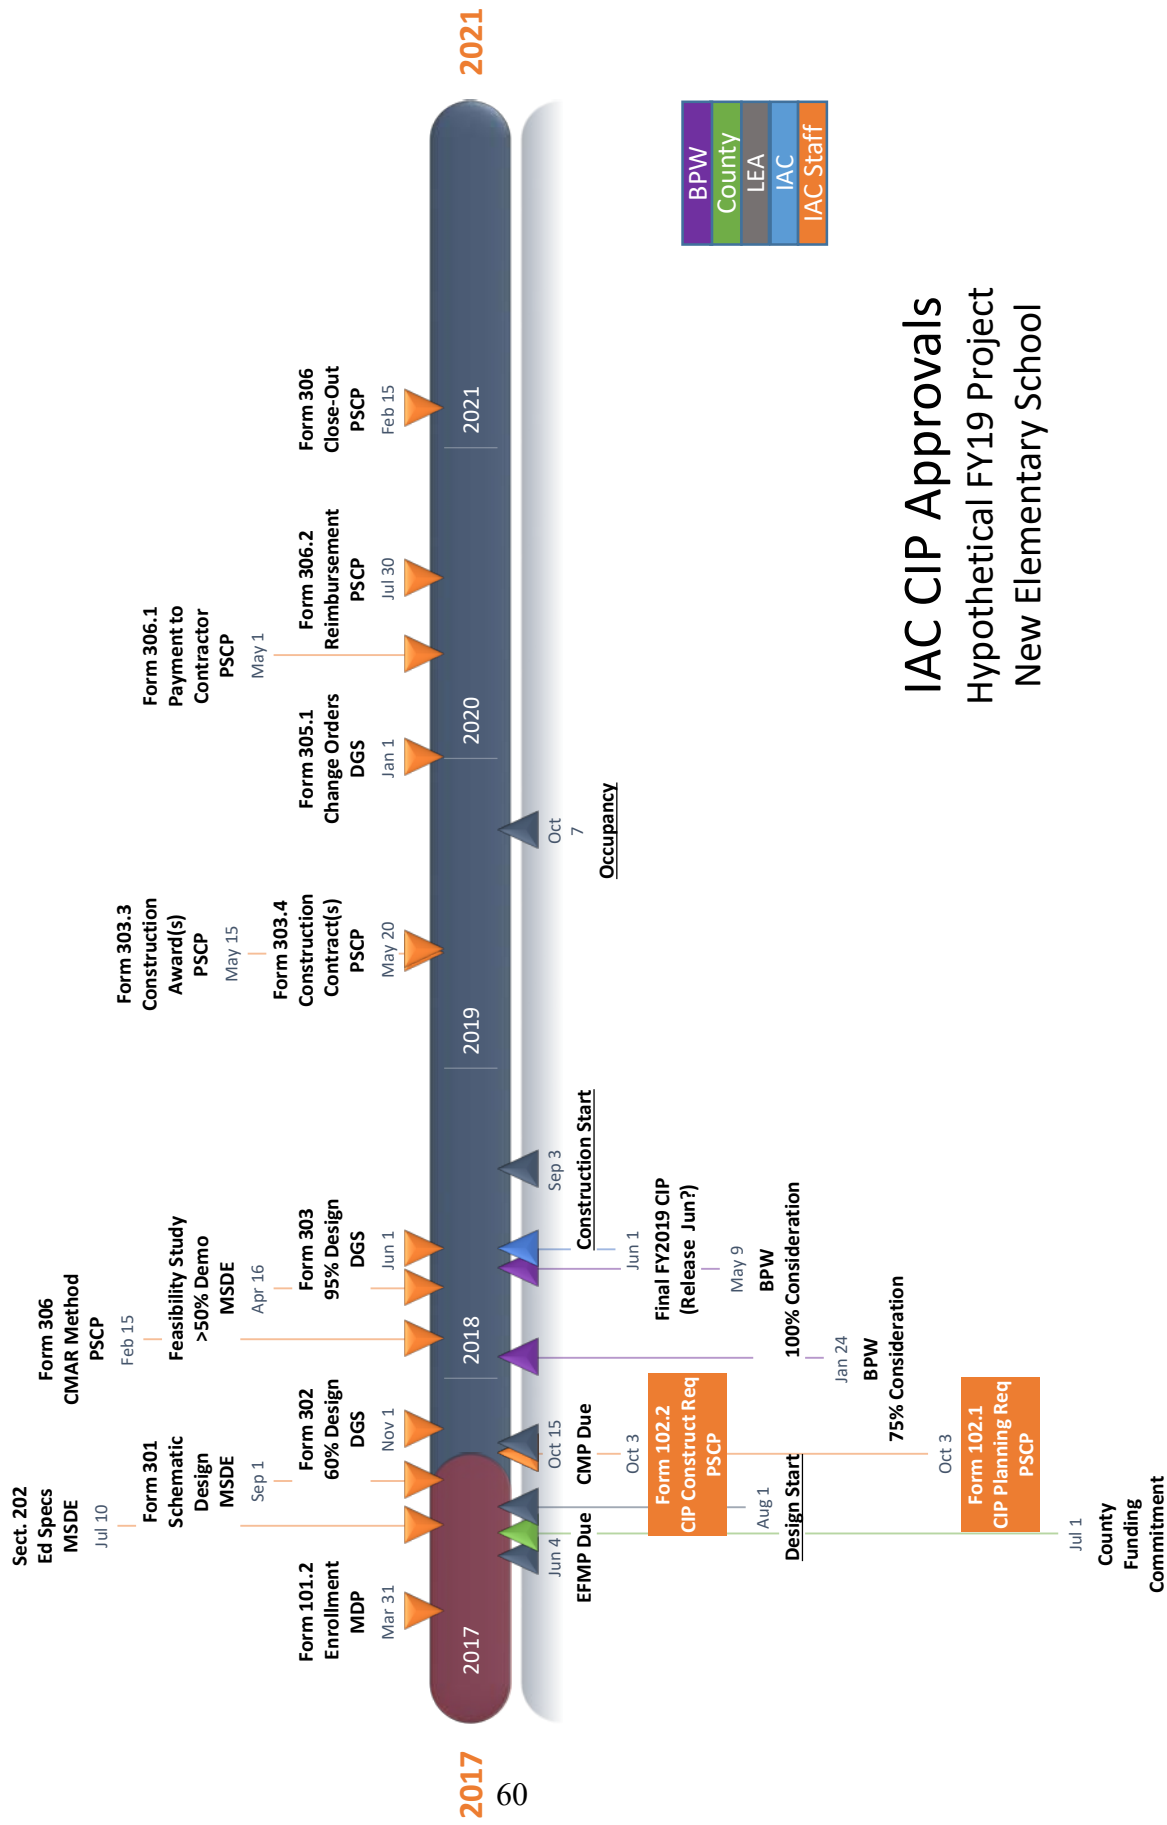 Sect. 202
Ed Specs
MSDE
Jul 10
Form 301
Schematic
Design
MSDE
Sep 1
Form 101.2
Enrollment
MDP
Mar 31
Form 302
60% Design
DGS
Nov 1
Form 306
CMAR Method
PSCP
Feb 15
Feasibility Study
>50% Demo
MSDE
Apr 16
Form 303
95% Design
DGS
Jun 1
Form 303.3
Construction
Award(s)
PSCP
May 15
Form 303.4
Construction
Contract(s)
PSCP
May 20
Form 305.1
Change Orders
DGS
Jan 1
Form 306.1
Payment to
Contractor
PSCP
May 1
Form 306.2
Reimbursement
PSCP
Jul 30
Form 306
Close-Out
PSCP
Feb 15
2017
2017
2018
2019
2020
2021
2021
Jun 4
EFMP Due
Jul 1
County
Funding
Commitment
Aug 1
Design Start
Oct 3
Form 102.1
CIP Planning Req
PSCP
Oct 3
Form 102.2
CIP Construct Req
PSCP
Oct 15
CMP Due
Jan 24
BPW
75% Consideration
May 9
BPW
100% Consideration
Jun 1
Final FY2019 CIP
(Release Jun?)
Sep 3
Construction Start
Oct
7
Occupancy
BPW
County
LEA
IAC
IAC Staff
IAC CIP Approvals
Hypothetical FY19 Project
New Elementary School
60